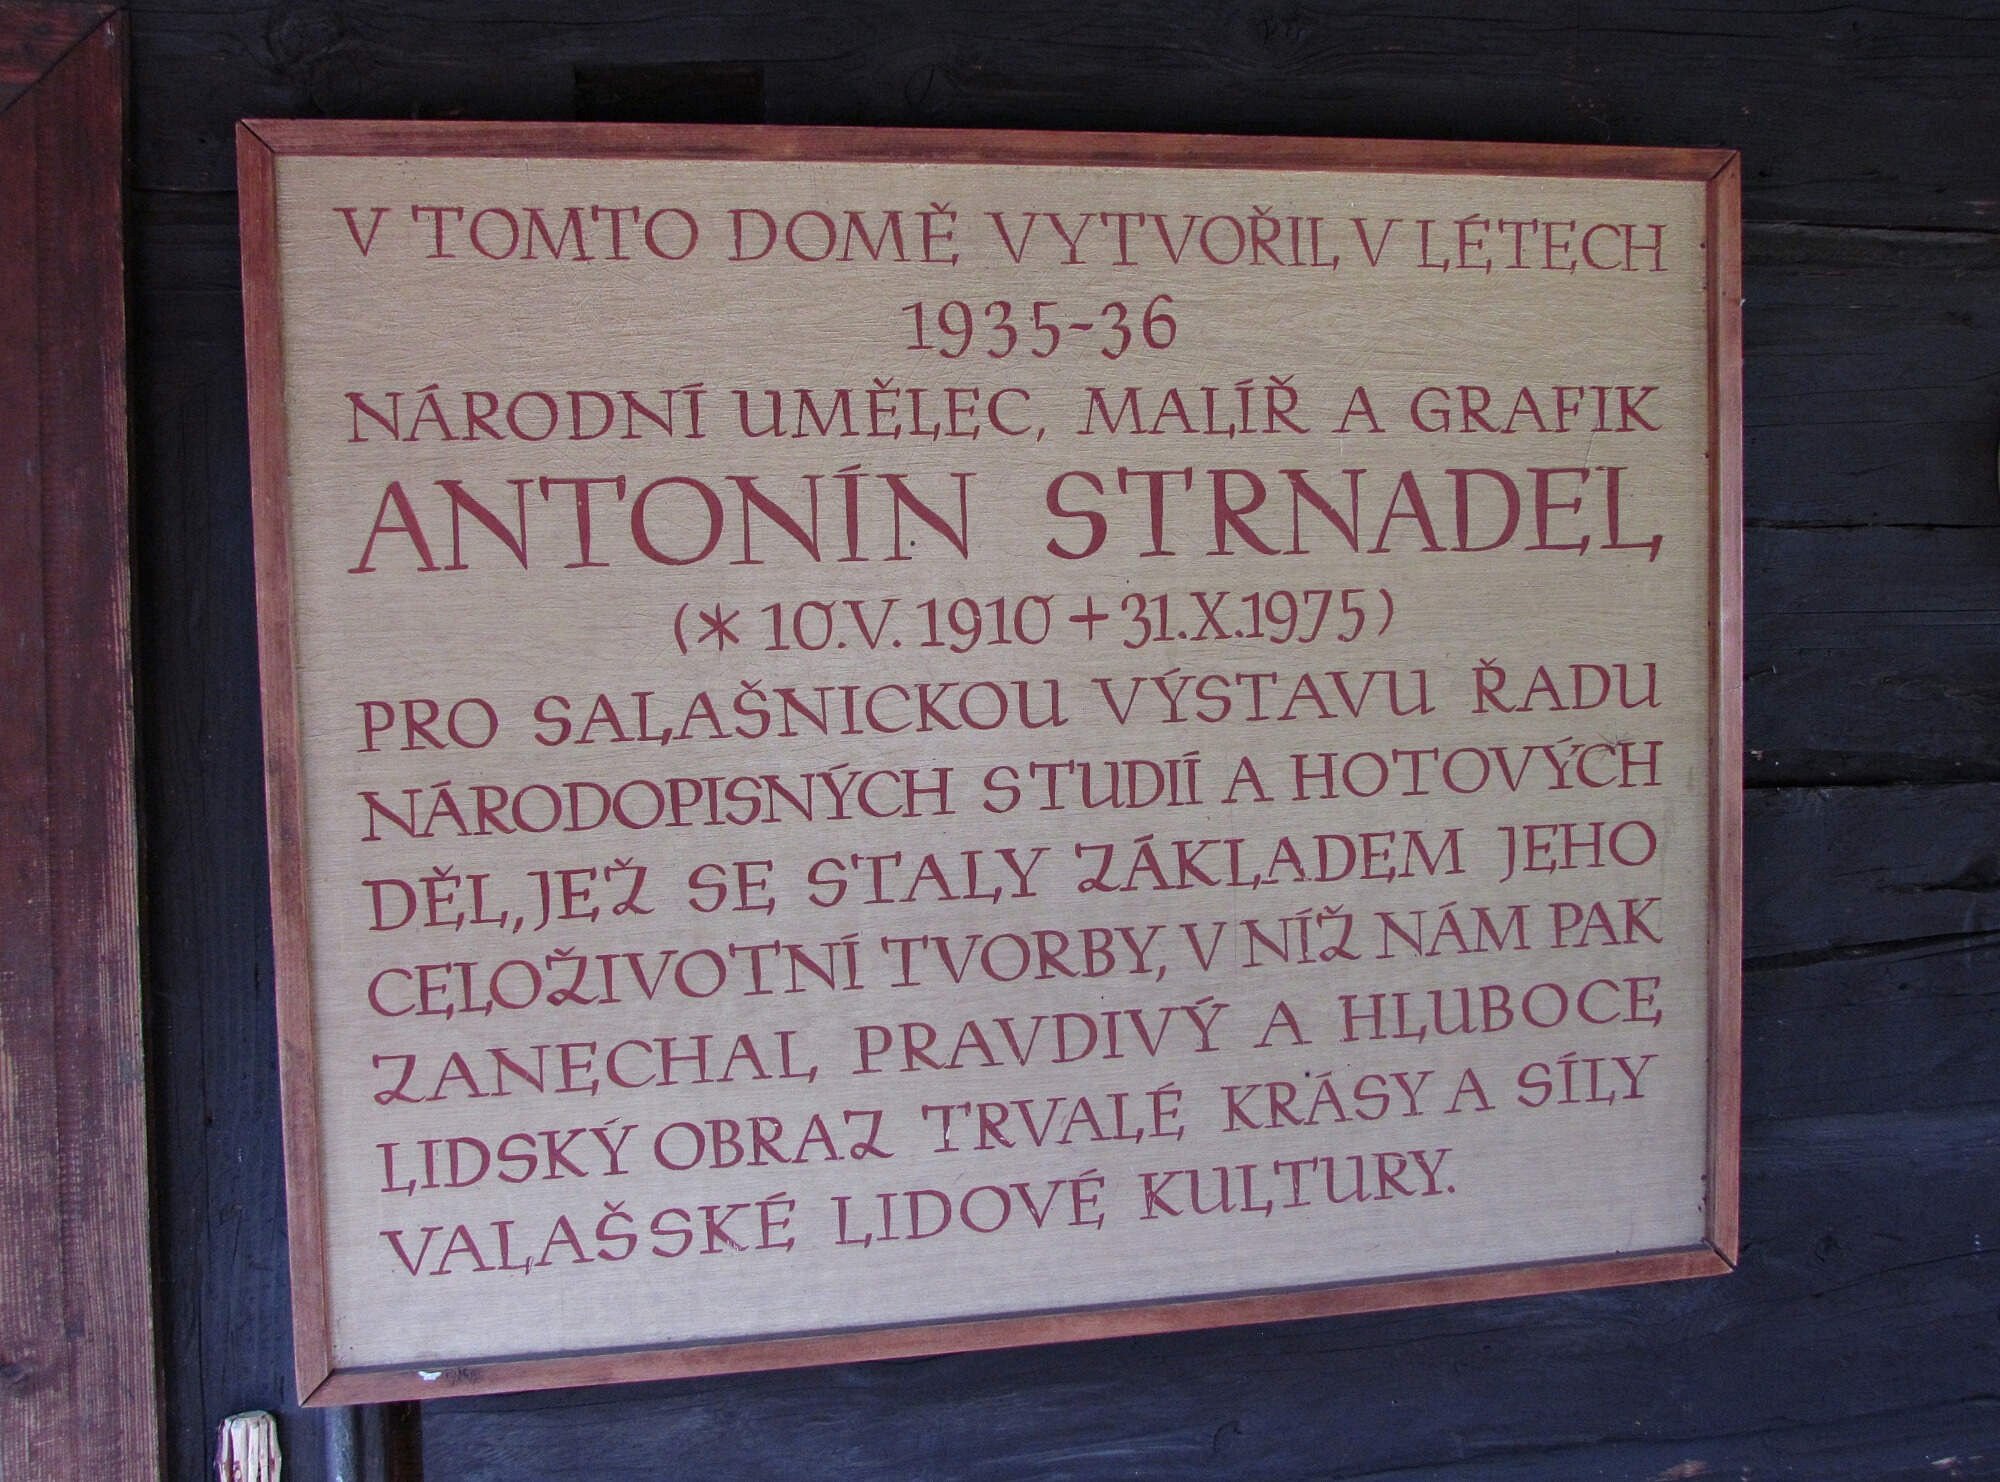 V TOMTO DOMĚ VYTVOŘIL V LÉTECH
1935-36
NÁRODNÍ UMĚLEC, MALÍŘ A GRAFIK
ANTONÍN STRNADEL
(* 10.V. 1910 + 31.X.1975)
PRO SALAŠNICKOU VÝSTAVU ŘADU
NÁRODOPISNÝCH STUDIÍ A HOTOVÝCH
DĚL, JEŽ SE STALY ZÁKLADEM JEHO
CELOŽIVOTNÍ TVORBY, V NÍŽ NÁM PAK
ZANECHAL PRAVDIVÝ A HLUBOCE
LIDSKÝ OBRAZ TRVALÉ KRÁSY A SÍLY
VALAŠSKÉ LIDOVÉ KULTURY.